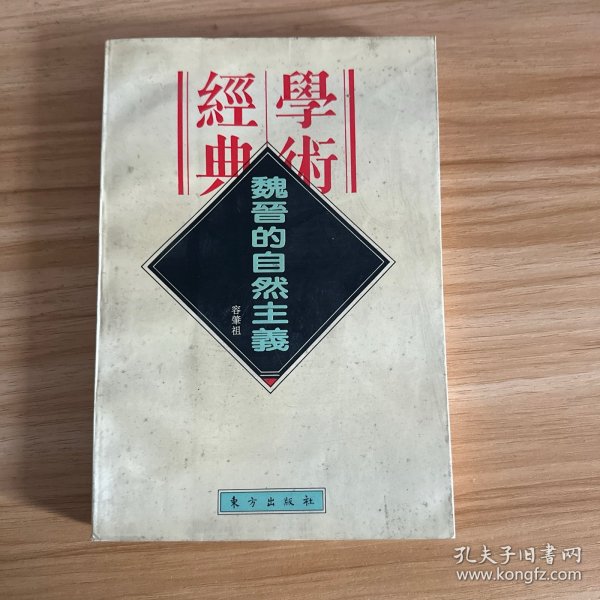 學術
經典
魏晉的自然主義
容肇祖
東方出版社
孔夫子旧书网
www.kongfz.com